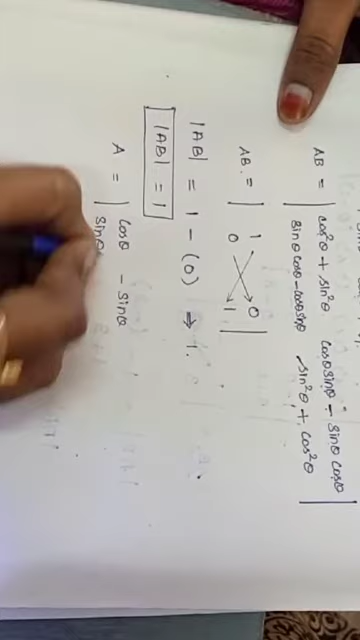 AB = | cos²θ + sin²θ cosθ sinθ - sinθ cosθ
sinθ cosθ - cosθ sinθ sin²θ + cos²θ |
AB = | 1 0
0 1 |
|AB| = 1 - (0) ⇒ 1.
|AB| = 1
A = | cosθ - sinθ
sinθ